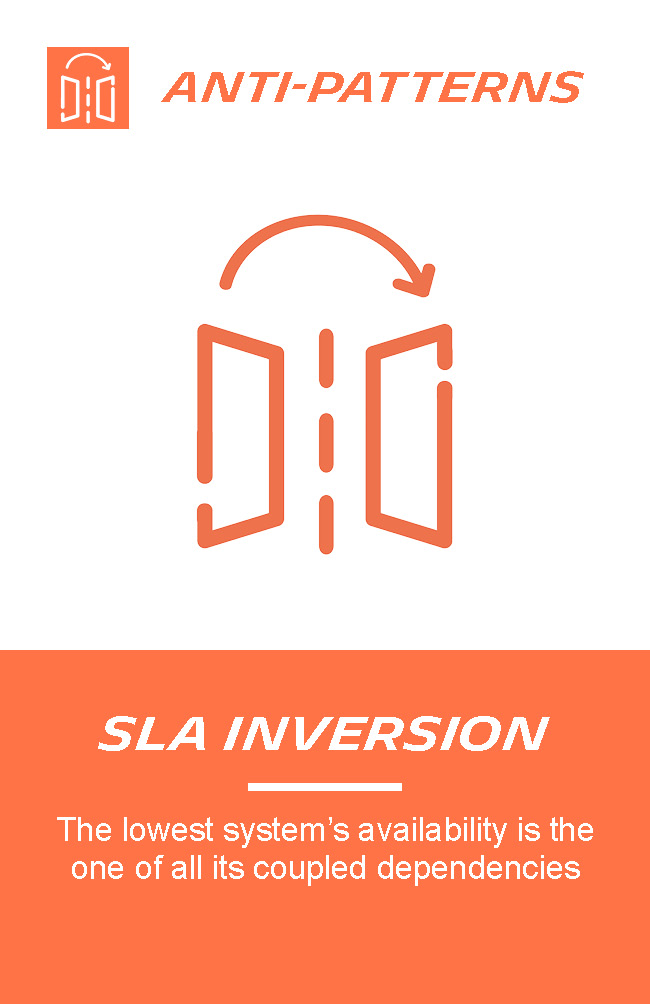 ANTI-PATTERNS
SLA INVERSION
The lowest system’s availability is the
one of all its coupled dependencies